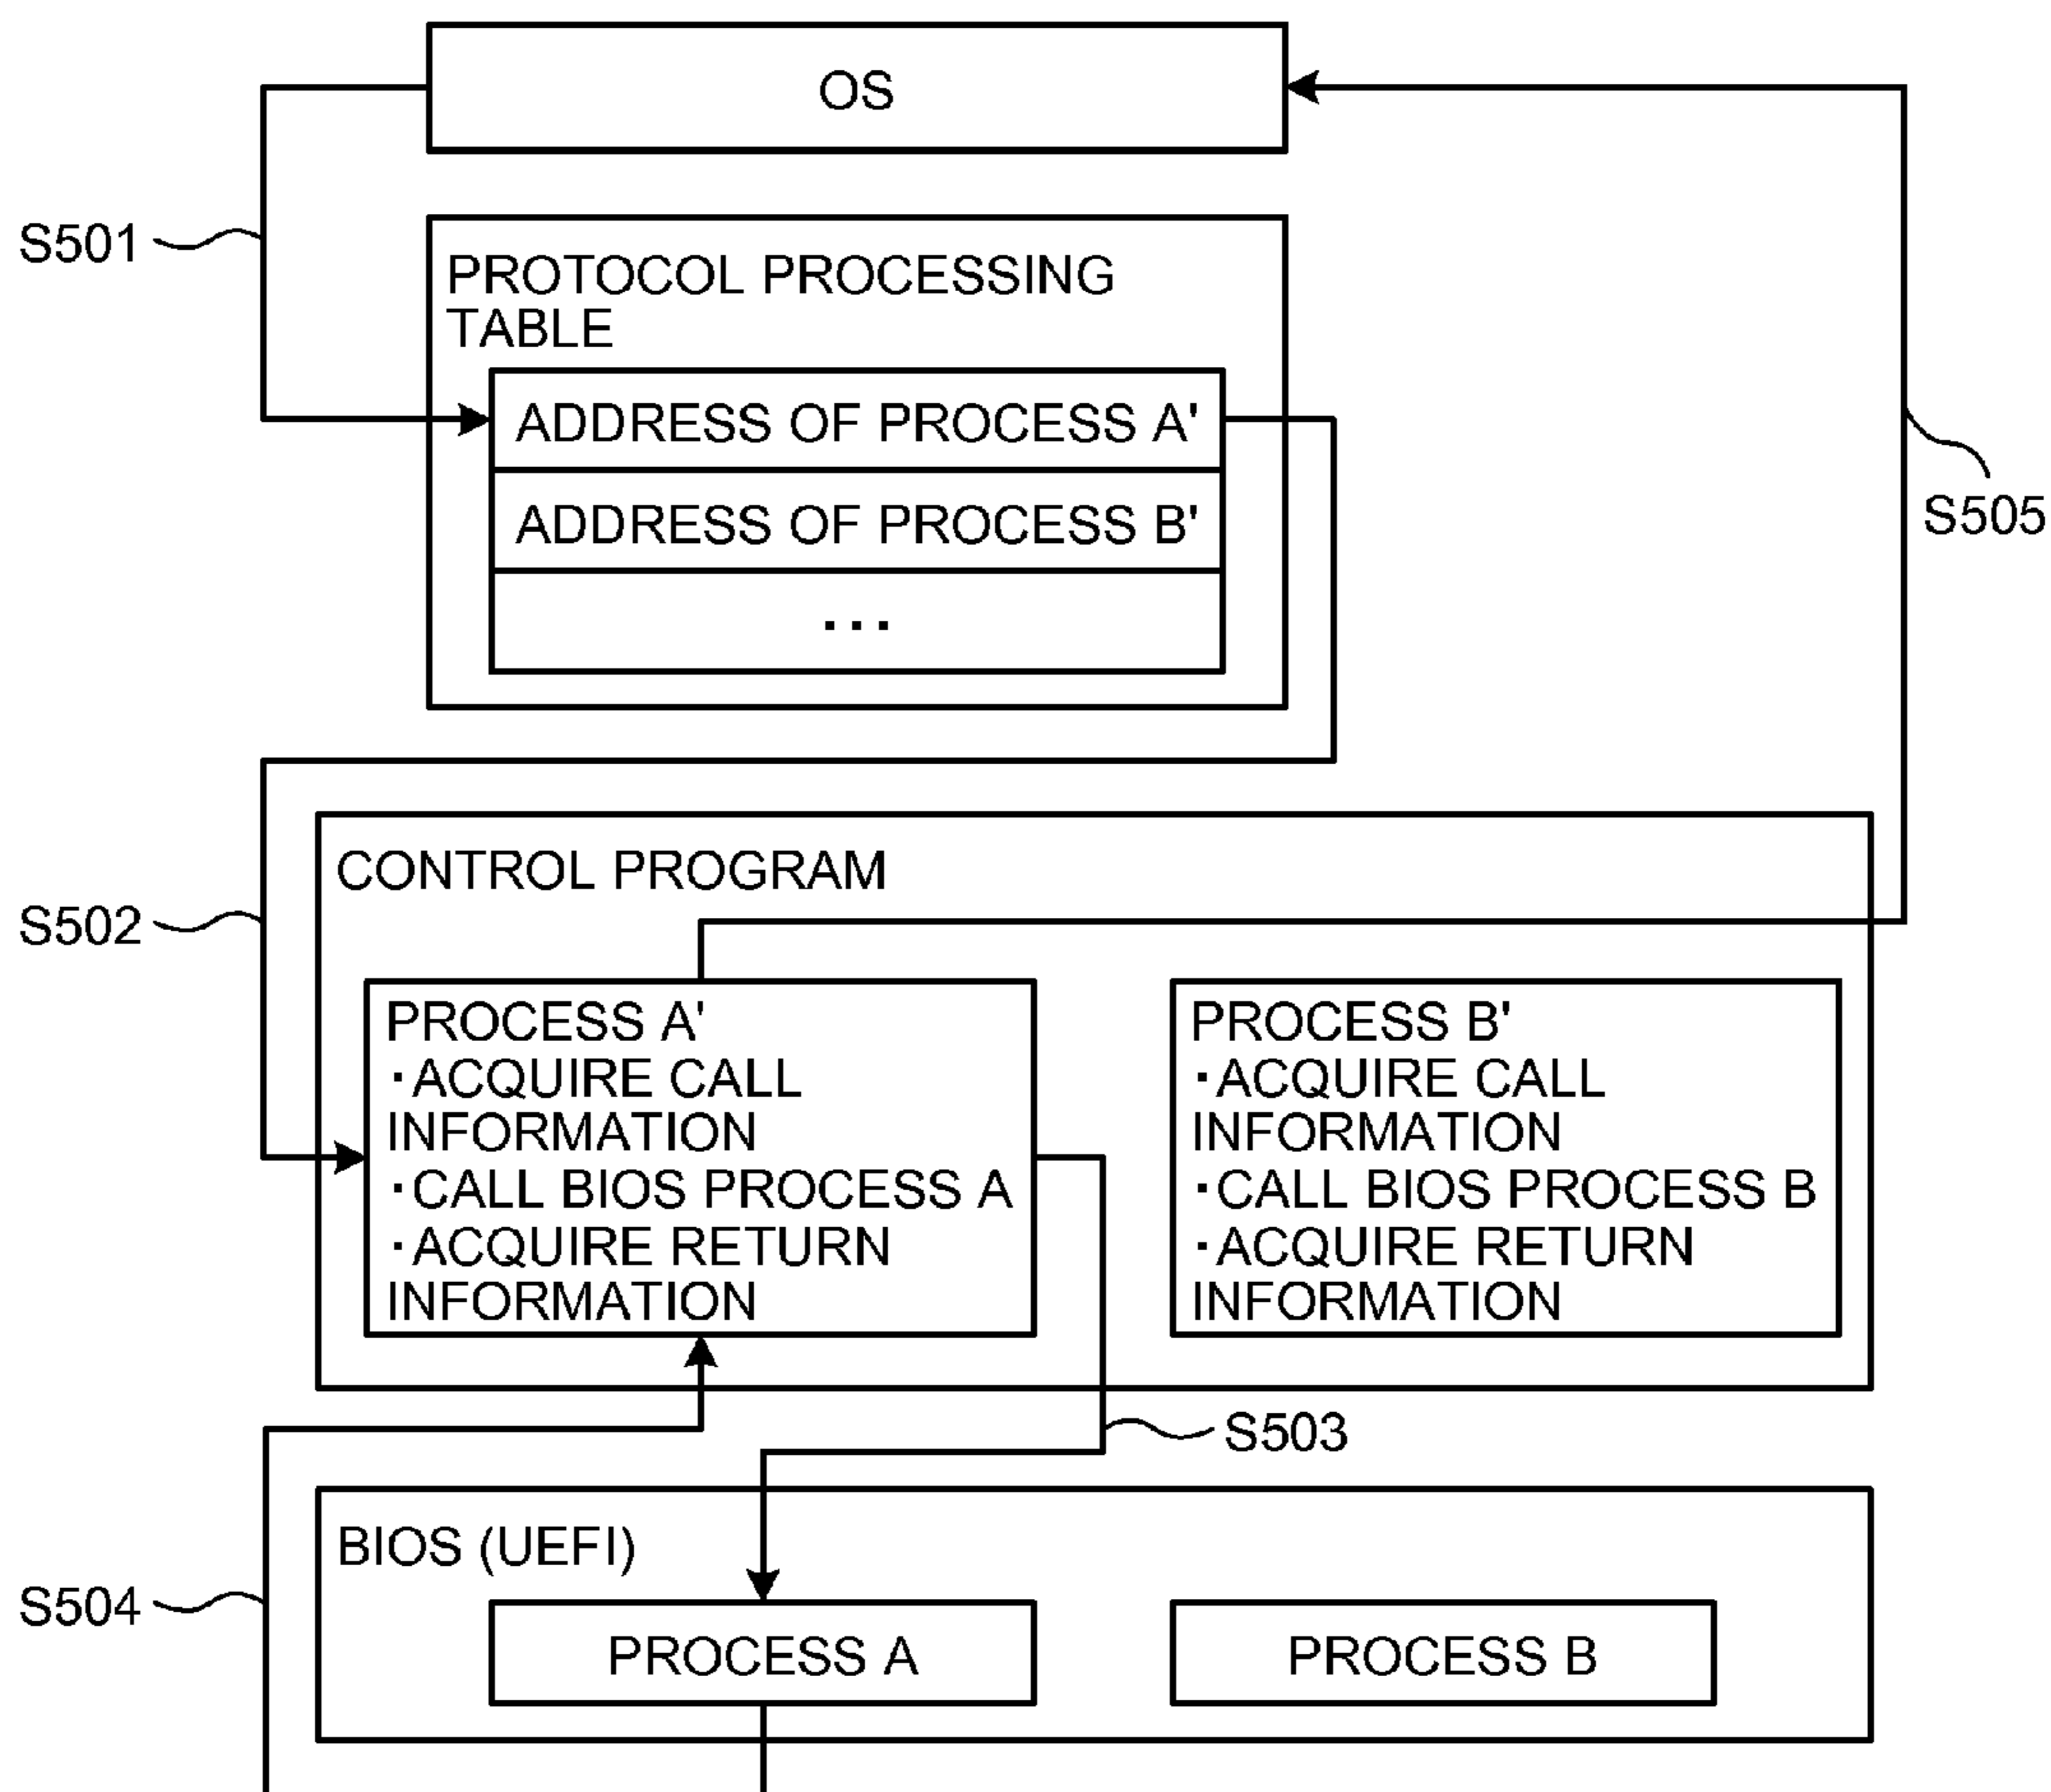 OS
S501
PROTOCOL PROCESSING
TABLE
ADDRESS OF PROCESS A'
ADDRESS OF PROCESS B'
...
S505
CONTROL PROGRAM
S502
PROCESS A'
・ACQUIRE CALL
INFORMATION
・CALL BIOS PROCESS A
・ACQUIRE RETURN
INFORMATION
PROCESS B'
・ACQUIRE CALL
INFORMATION
・CALL BIOS PROCESS B
・ACQUIRE RETURN
INFORMATION
S503
BIOS (UEFI)
S504
PROCESS A
PROCESS B